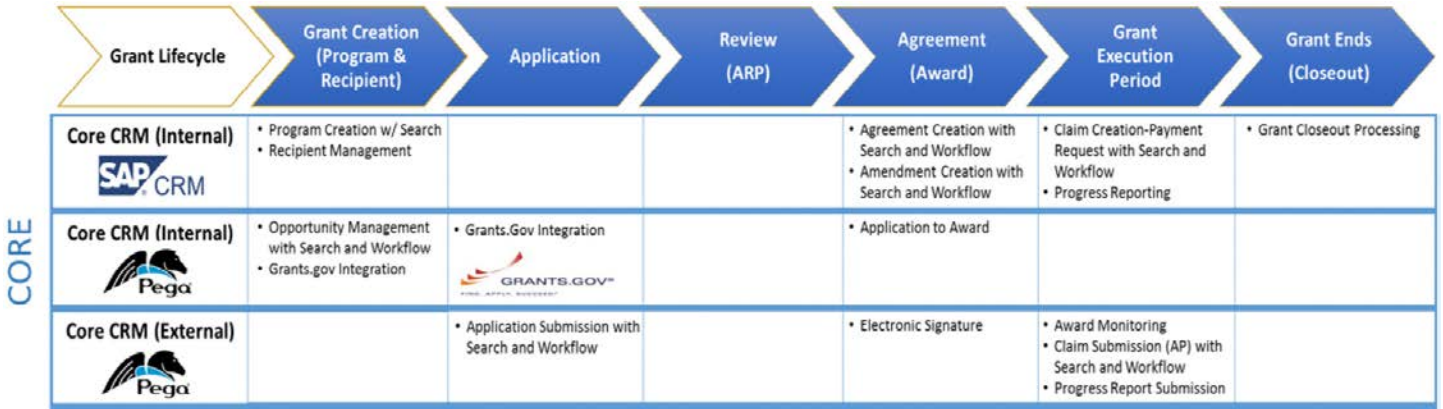 Grant Lifecycle
Grant Creation
(Program &
Recipient)
Application
Review
(ARP)
Agreement
(Award)
Grant
Execution
Period
Grant Ends
(Closeout)
CORE
Core CRM (Internal)
SAP CRM
• Program Creation w/ Search
• Recipient Management
• Agreement Creation with
Search and Workflow
• Amendment Creation with
Search and Workflow
• Claim Creation-Payment
Request with Search and
Workflow
• Progress Reporting
• Grant Closeout Processing
Core CRM (Internal)
Pega
• Opportunity Management
with Search and Workflow
• Grants.gov Integration
• Grants.Gov Integration
GRANTS.GOV℠
FIND. APPLY. SUCCEED.
• Application to Award
Core CRM (External)
Pega
• Application Submission with
Search and Workflow
• Electronic Signature
• Award Monitoring
• Claim Submission (AP) with
Search and Workflow
• Progress Report Submission